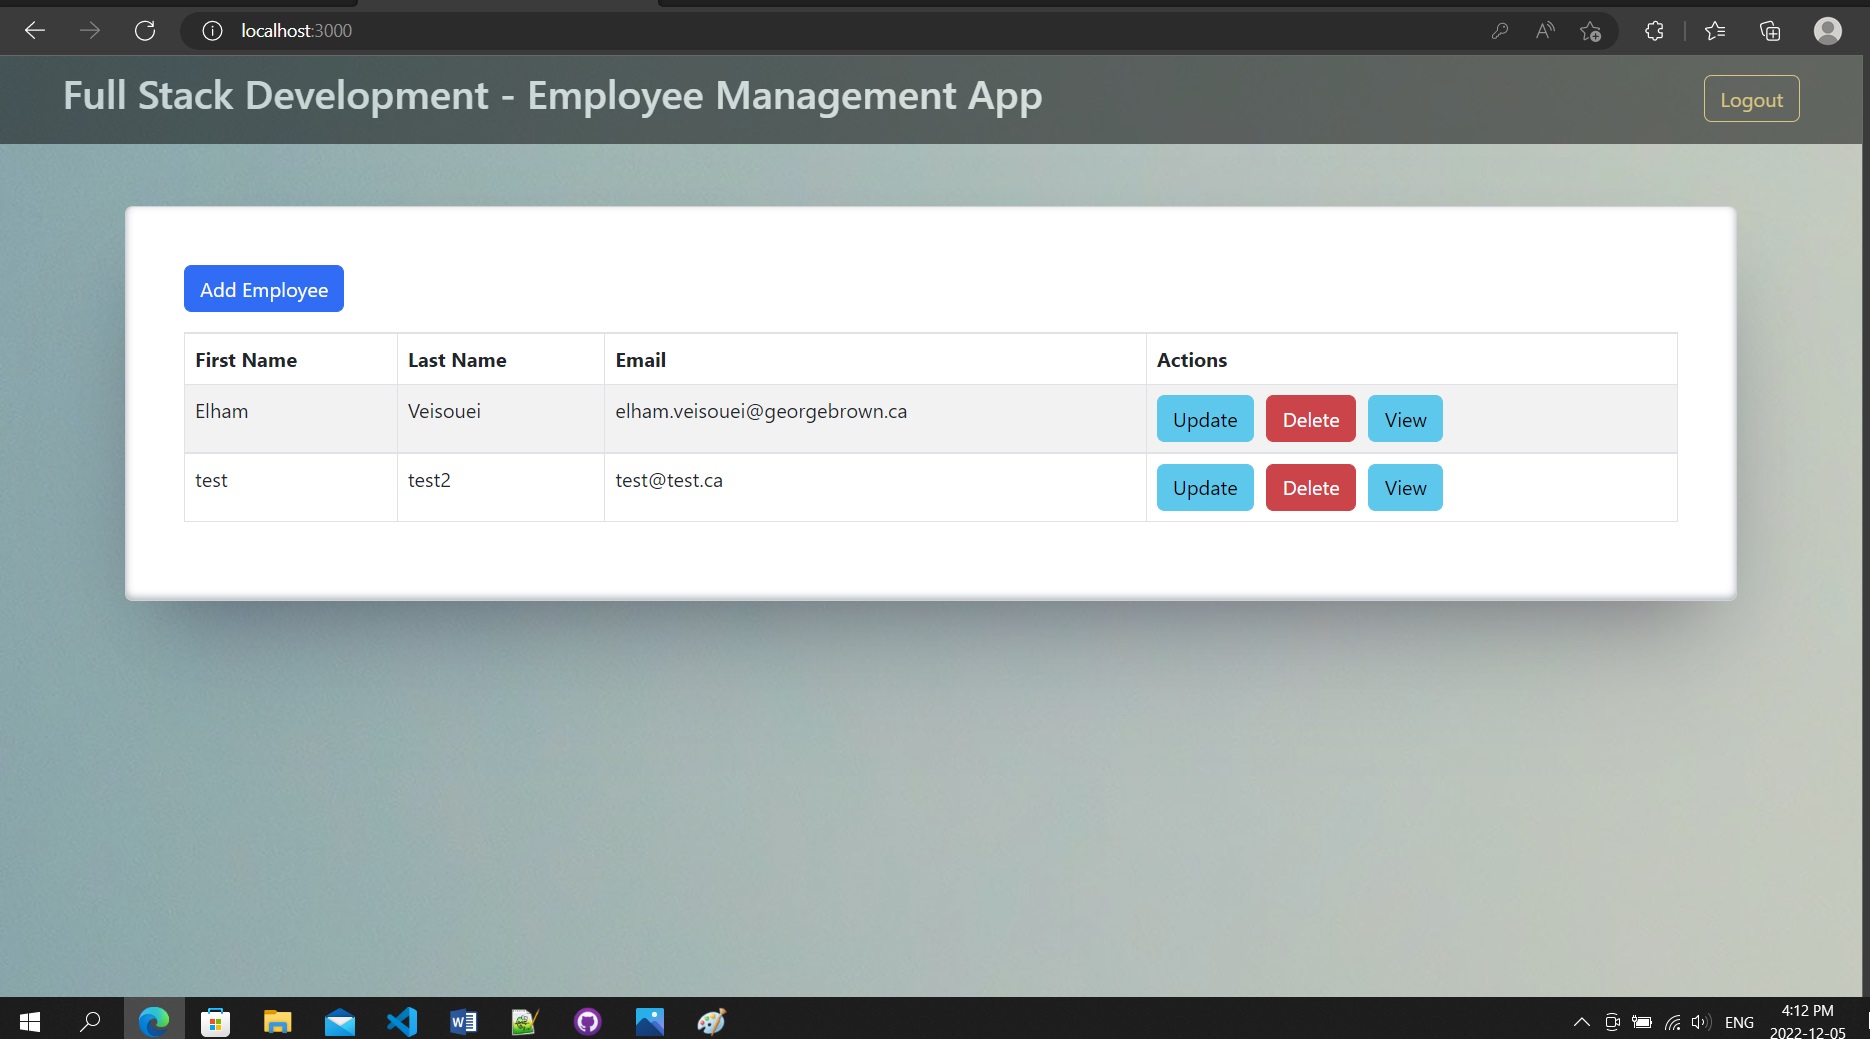 localhost:3000
Full Stack Development - Employee Management App
Logout
Add Employee
First Name Last Name Email Actions
Elham Veisouei elham.veisouei@georgebrown.ca Update Delete View
test test2 test@test.ca Update Delete View
4:12 PM
ENG
2022-12-05